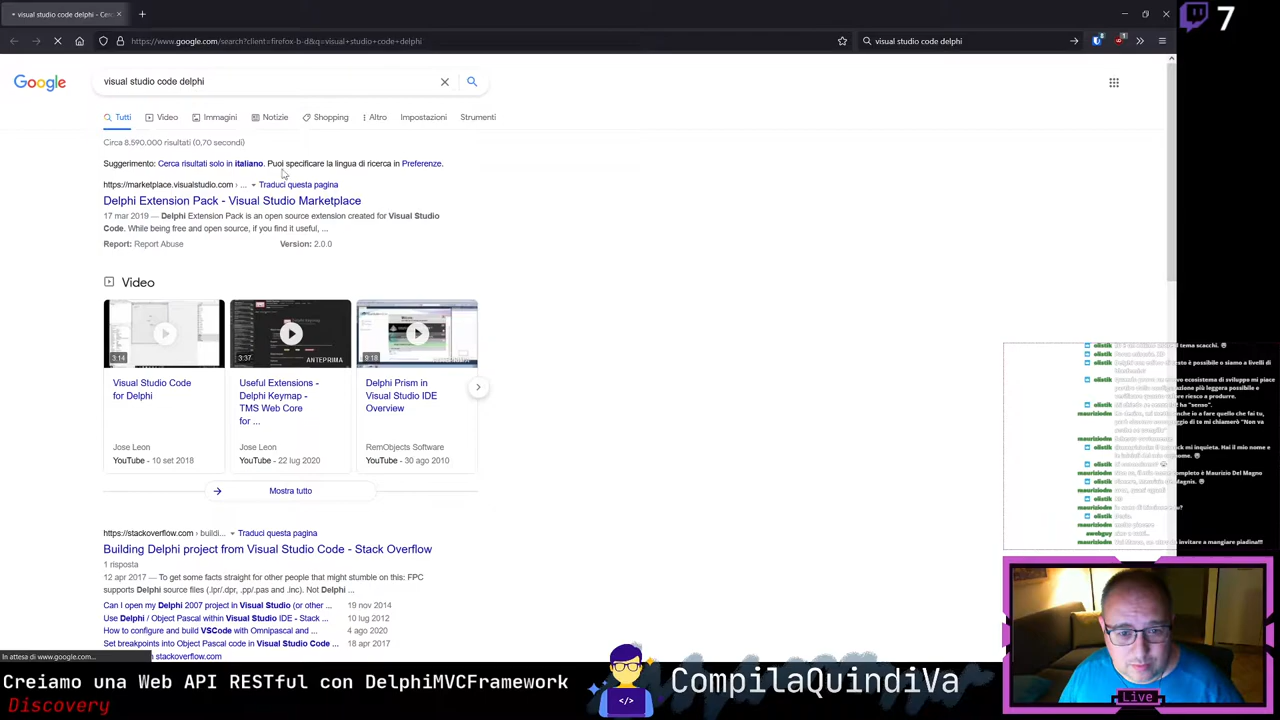 visual studio code delphi - Cer
7
https://www.google.com/search?client=firefox-b-d&q=visual+studio+code+delphi
visual studio code delphi
Google
visual studio code delphi
Tutti
Video
Immagini
Notizie
Shopping
Altro
Impostazioni
Strumenti
Circa 8.590.000 risultati (0,70 secondi)
Suggerimento: Cerca risultati solo in italiano. Puoi specificare la lingua di ricerca in Preferenze.
https://marketplace.visualstudio.com › ... Traduci questa pagina
Delphi Extension Pack - Visual Studio Marketplace
17 mar 2019 — Delphi Extension Pack is an open source extension created for Visual Studio
Code. While being free and open source, if you find it useful, ...
Report: Report Abuse
Version: 2.0.0
Video
3:14
3:37
ANTEPRIMA
9:18
Visual Studio Code
for Delphi
Jose Leon
YouTube - 10 set 2018
Useful Extensions -
Delphi Keymap -
TMS Web Core
for ...
Jose Leon
YouTube - 22 lug 2020
Delphi Prism in
Visual Studio IDE
Overview
RemObjects Software
YouTube - 30 ago 2010
Mostra tutto
https://stackoverflow.com › buildi... Traduci questa pagina
Building Delphi project from Visual Studio Code - Stack Overflow
1 risposta
12 apr 2017 — To get some facts straight for other people that might stumble on this: FPC
supports Delphi source files (.lpr/.dpr, .pp/.pas and .inc). Not Delphi ...
Can I open my Delphi 2007 project in Visual Studio (or other ... 19 nov 2014
Use Delphi / Object Pascal within Visual Studio IDE - Stack ... 10 lug 2012
How to configure and build VSCode with Omnipascal and ... 4 ago 2020
Set breakpoints into Object Pascal code in Visual Studio Code ... 18 apr 2017
stackoverflow.com
In attesa di www.google.com...
Creiamo una Web API RESTful con DelphiMVCFramework
Discovery
CompilaQuindiVa
Live